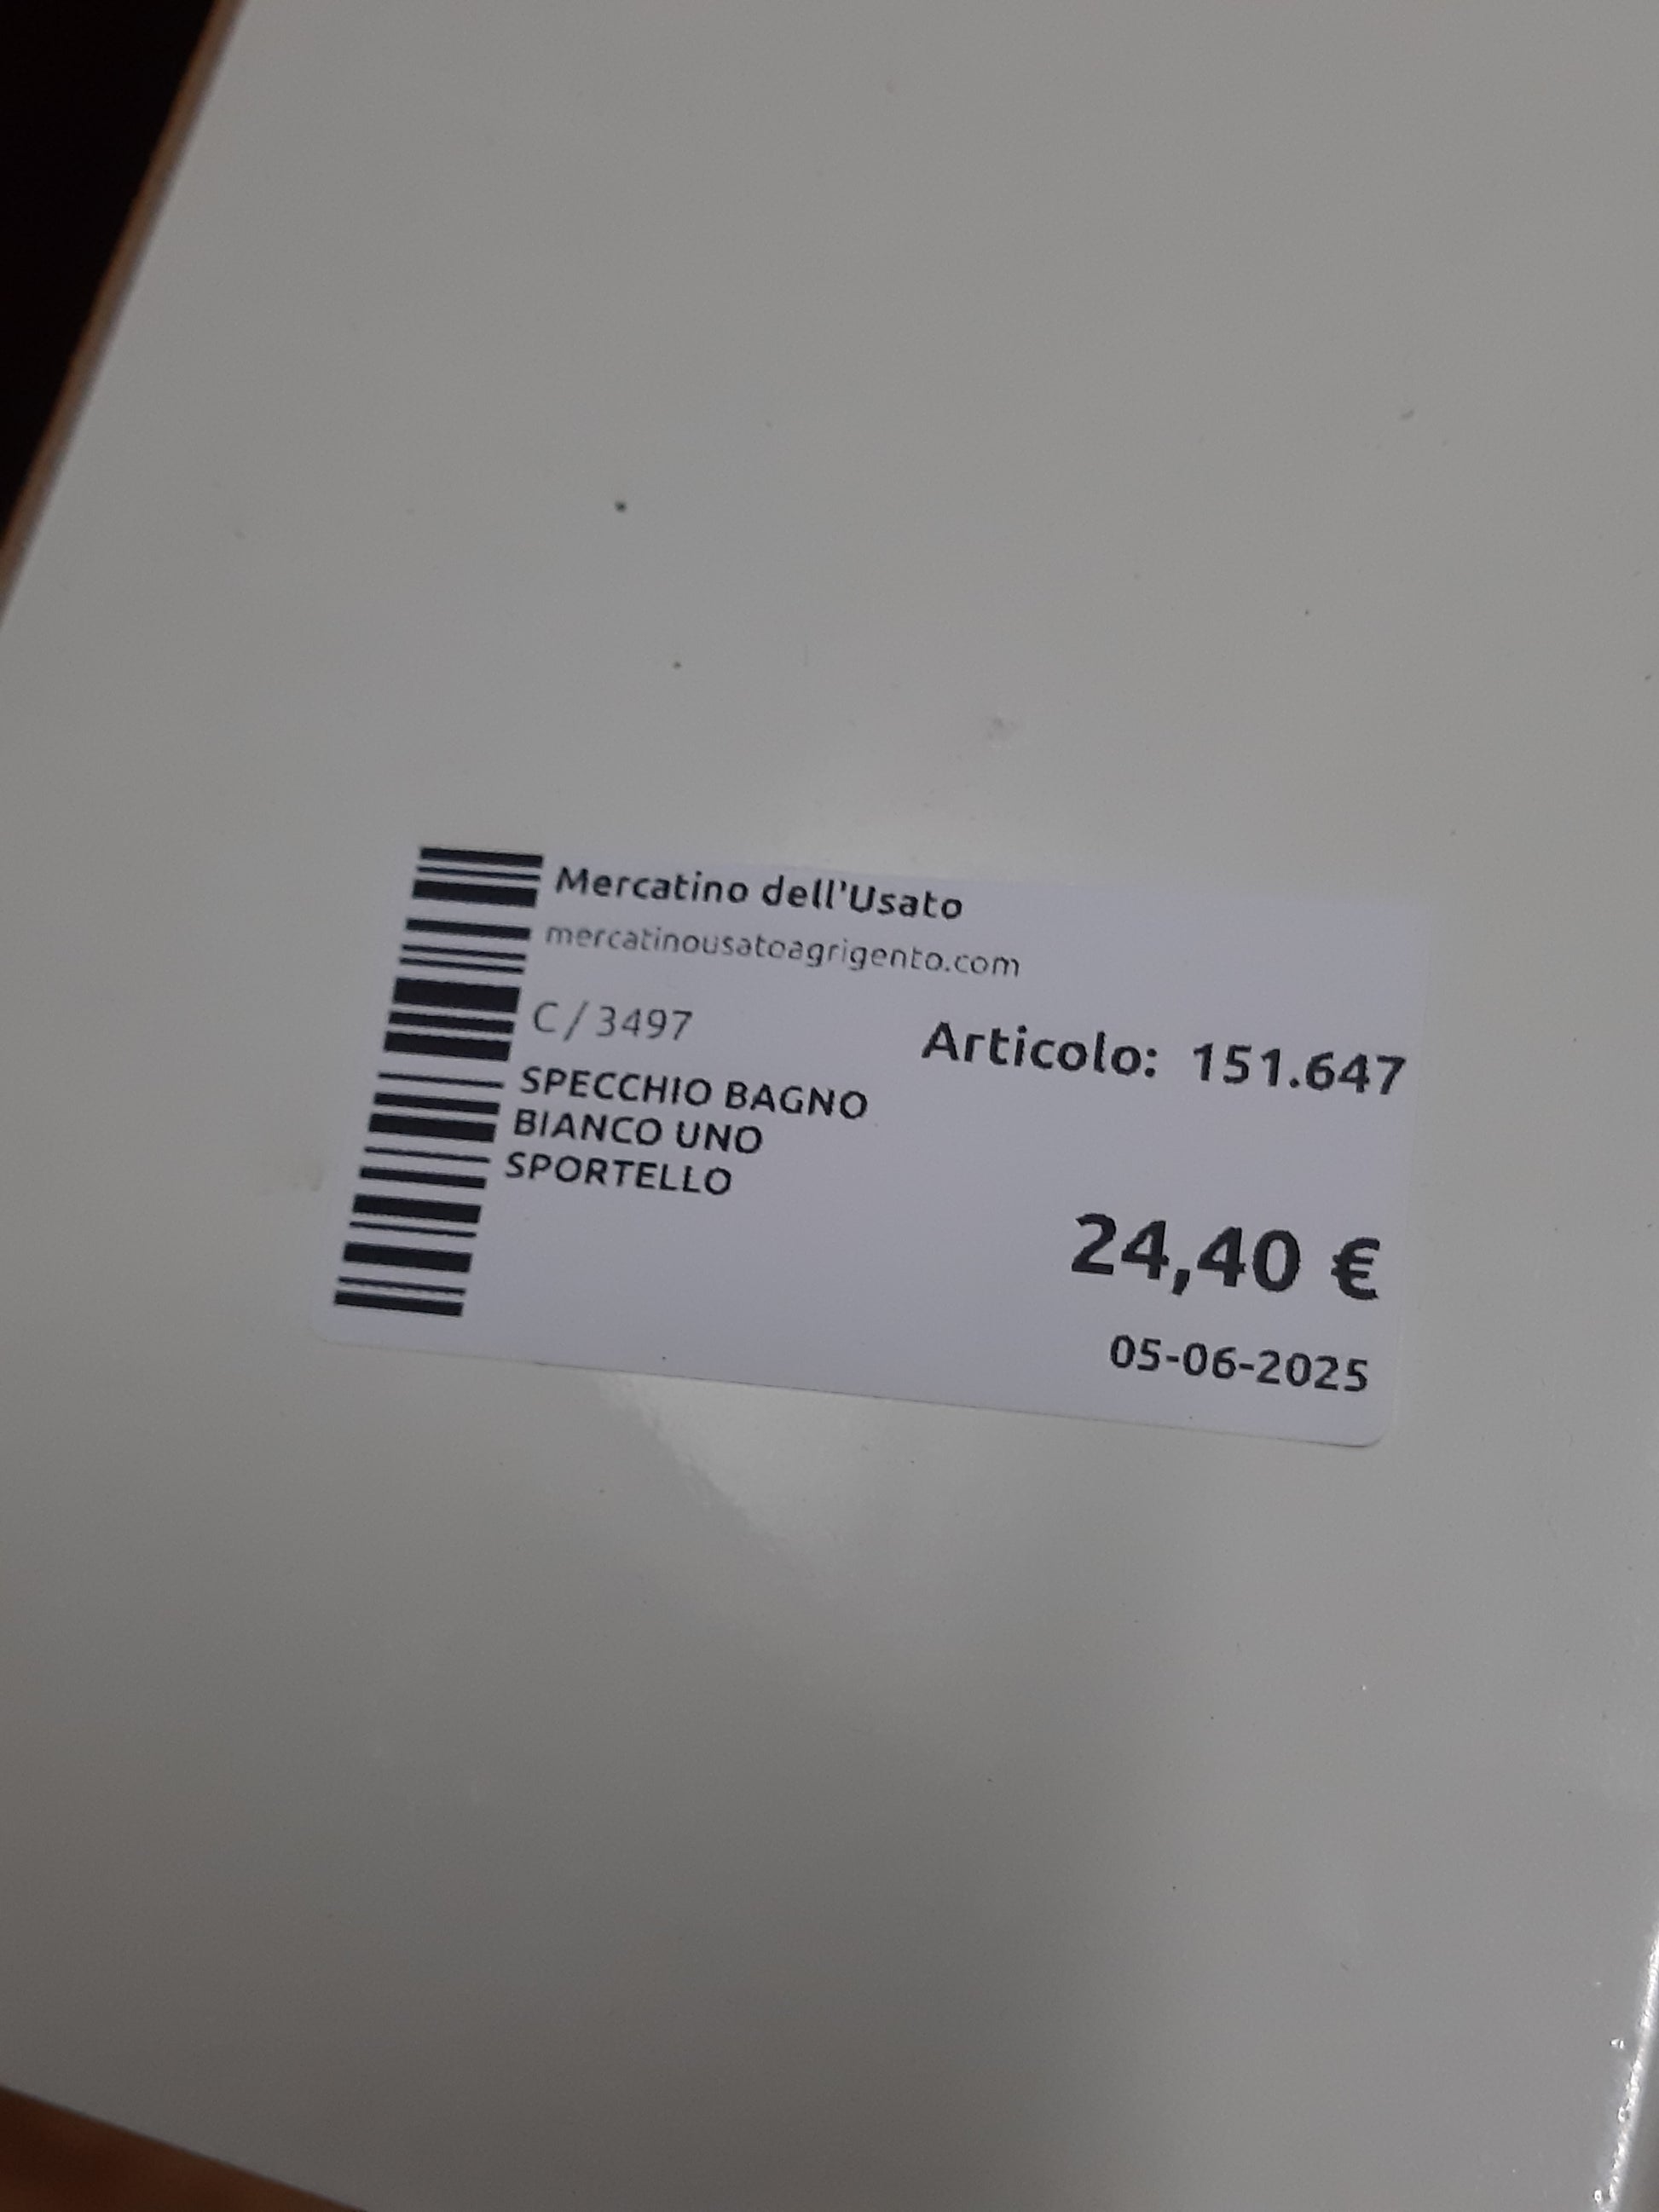 Mercatino dell'Usato
mercatinousatoagrigento.com
C/3497
Articolo: 151.647
SPECCHIO BAGNO
BIANCO UNO
SPORTELLO
24,40 €
05-06-2025